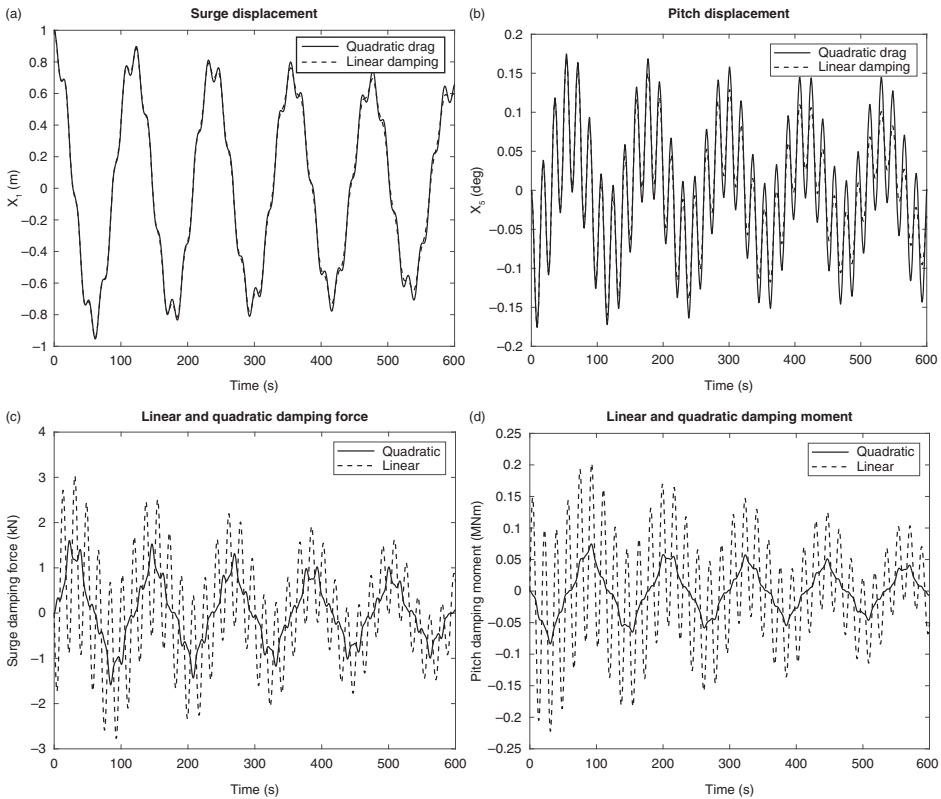 (a)
Surge displacement
Quadratic drag
Linear damping
1
0.8
0.6
0.4
0.2
0
−0.2
−0.4
−0.6
−0.8
−1
X1 (m)
0 100 200 300 400 500 600
Time (s)
(b)
Pitch displacement
Quadratic drag
Linear damping
0.2
0.15
0.1
0.05
0
−0.05
−0.1
−0.15
−0.2
X5 (deg)
0 100 200 300 400 500 600
Time (s)
(c)
Linear and quadratic damping force
Quadratic
Linear
4
3
2
1
0
−1
−2
−3
Surge damping force (kN)
0 100 200 300 400 500 600
Time (s)
(d)
Linear and quadratic damping moment
Quadratic
Linear
0.25
0.2
0.15
0.1
0.05
0
−0.05
−0.1
−0.15
−0.2
−0.25
Pitch damping moment (MNm)
0 100 200 300 400 500 600
Time (s)